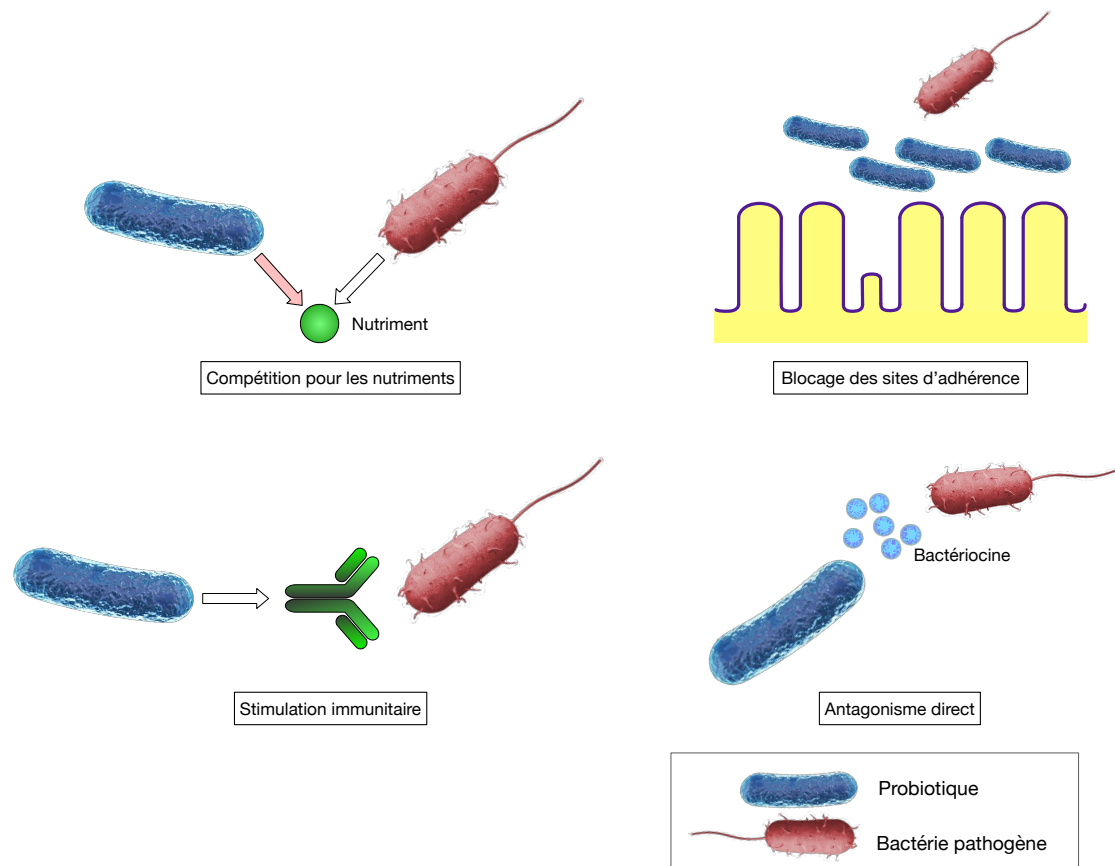 Nutriment
Compétition pour les nutriments
Blocage des sites d’adhérence
Bactériocine
Stimulation immunitaire
Antagonisme direct
Probiotique
Bactérie pathogène